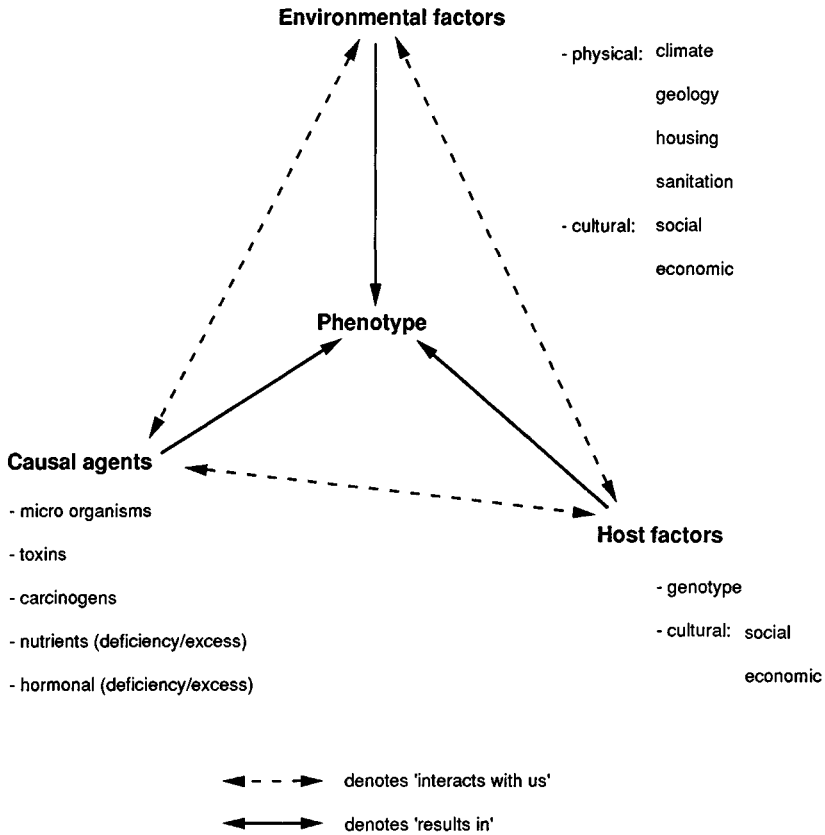 Environmental factors
- physical: climate
geology
housing
sanitation
- cultural: social
economic
Phenotype
Causal agents
- micro organisms
- toxins
- carcinogens
- nutrients (deficiency/excess)
- hormonal (deficiency/excess)
Host factors
- genotype
- cultural: social
economic
denotes 'interacts with us'
denotes 'results in'